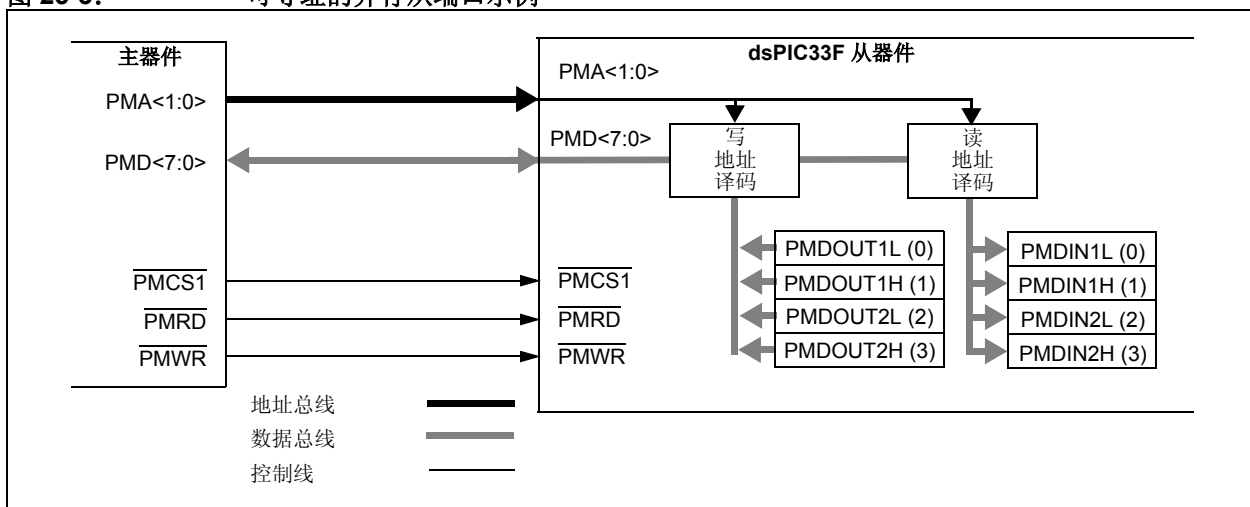 主器件
dsPIC33F 从器件
PMA<1:0>
PMA<1:0>
PMD<7:0>
PMD<7:0>
写
地址
译码
读
地址
译码
PMDOUT1L (0)
PMDOUT1H (1)
PMDOUT2L (2)
PMDOUT2H (3)
PMDIN1L (0)
PMDIN1H (1)
PMDIN2L (2)
PMDIN2H (3)
PMCS1
PMRD
PMWR
PMCS1
PMRD
PMWR
地址总线
数据总线
控制线